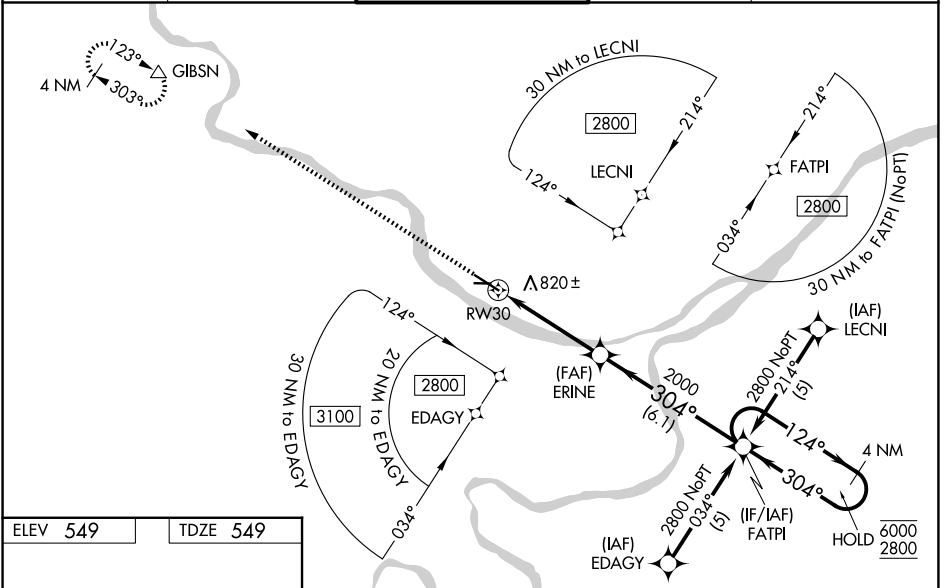 123°
GIBSN
4 NM
303°
30 NM to LECNI
2800
214°
LECNI
124°
214°
FATPI
2800
034°
30 NM to FATPI (NoPT)
820±
RW30
(FAF)
ERINE
2000
304°
(6.1)
(IAF)
LECNI
2800 NoPT
214°
(5)
124°
4 NM
304°
HOLD
6000
2800
(IF/IAF)
FATPI
2800 NoPT
034°
(5)
(IAF)
EDAGY
124°
30 NM to EDAGY
3100
20 NM to EDAGY
2800
EDAGY
034°
ELEV 549
TDZE 549